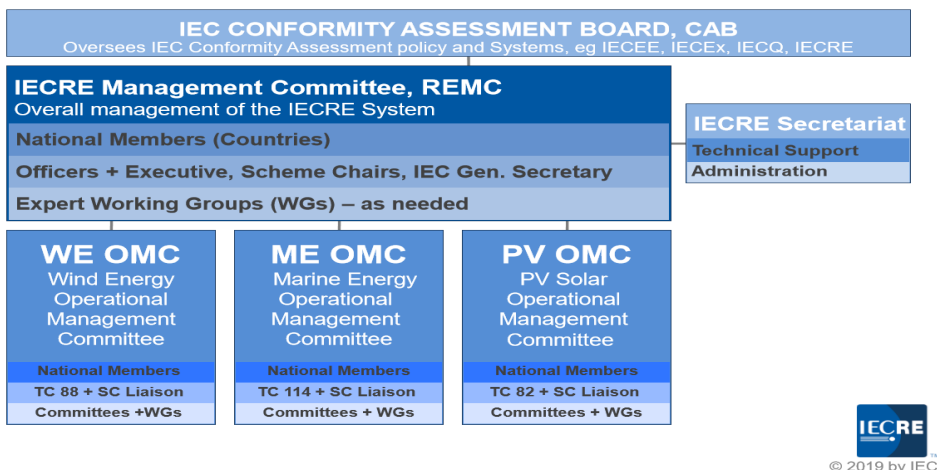 IEC CONFORMITY ASSESSMENT BOARD, CAB
Oversees IEC Conformity Assessment policy and Systems, eg IECEE, IECEx, IECQ, IECRE
IECRE Management Committee, REMC
Overall management of the IECRE System
National Members (Countries)
Officers + Executive, Scheme Chairs, IEC Gen. Secretary
Expert Working Groups (WGs) – as needed
IECRE Secretariat
Technical Support
Administration
WE OMC
Wind Energy
Operational
Management
Committee
National Members
TC 88 + SC Liaison
Committees +WGs
ME OMC
Marine Energy
Operational
Management
Committee
National Members
TC 114 + SC Liaison
Committees + WGs
PV OMC
PV Solar
Operational
Management
Committee
National Members
TC 82 + SC Liaison
Committees + WGs
IECRE
TM
© 2019 by IEC